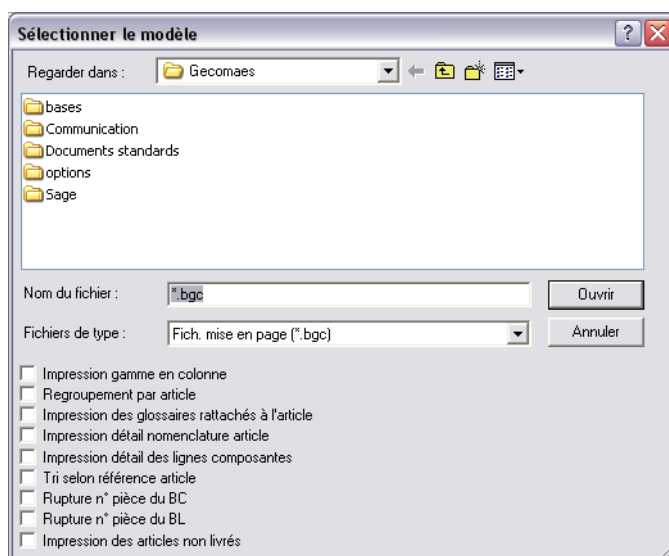 Sélectionner le modèle
?
Regarder dans :
Gecomaes
bases
Communication
Documents standards
options
Sage
Nom du fichier :
*.bgc
Ouvrir
Fichiers de type :
Fich. mise en page (*.bgc)
Annuler
Impression gamme en colonne
Regroupement par article
Impression des glossaires rattachés à l'article
Impression détail nomenclature article
Impression détail des lignes composantes
Tri selon référence article
Rupture n° pièce du BC
Rupture n° pièce du BL
Impression des articles non livrés